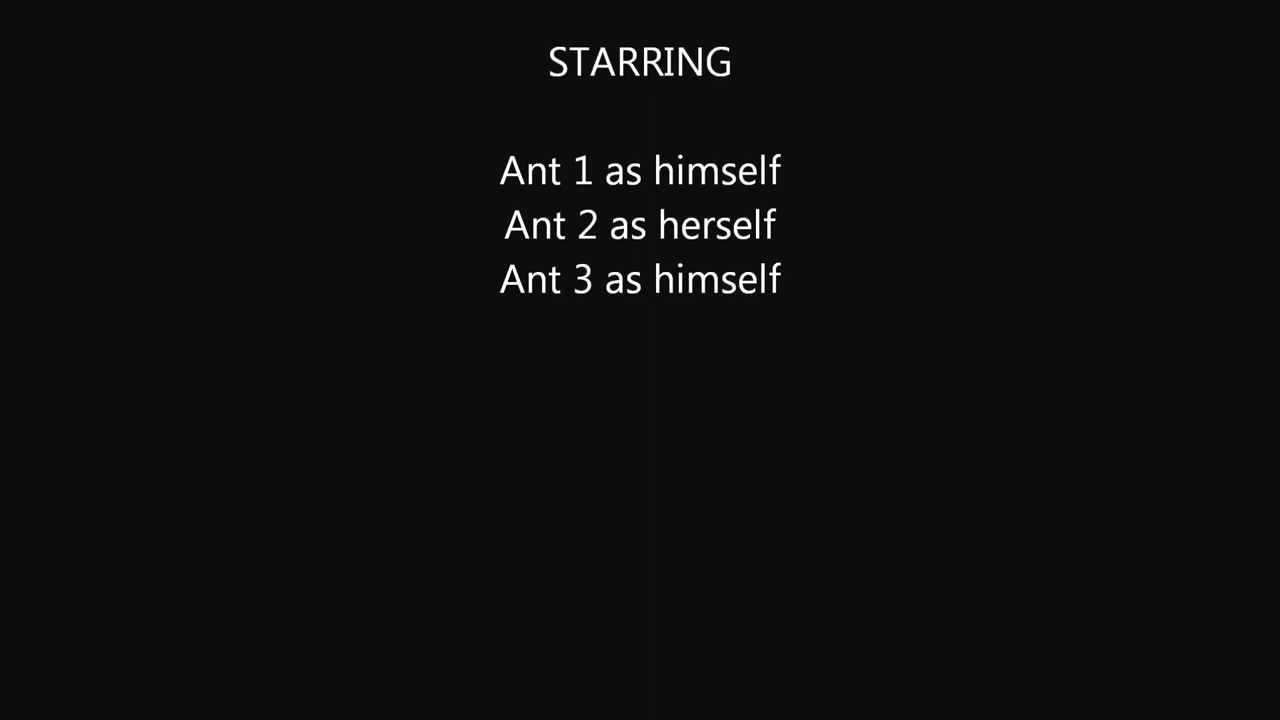 STARRING
Ant 1 as himself
Ant 2 as herself
Ant 3 as himself